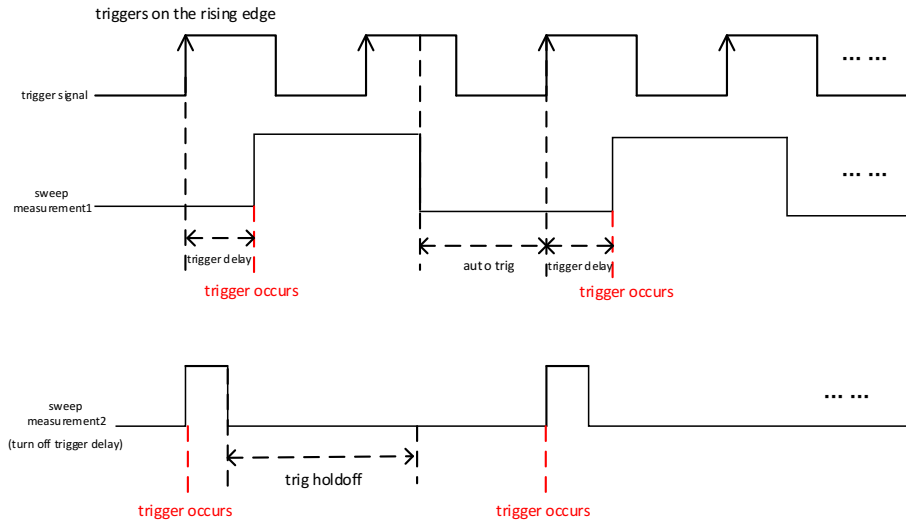 triggers on the rising edge
trigger signal
... ...
sweep
measurement1
... ...
trigger delay
auto trig
trigger delay
trigger occurs
trigger occurs
sweep
measurement2
(turn off trigger delay)
... ...
trig holdoff
trigger occurs
trigger occurs